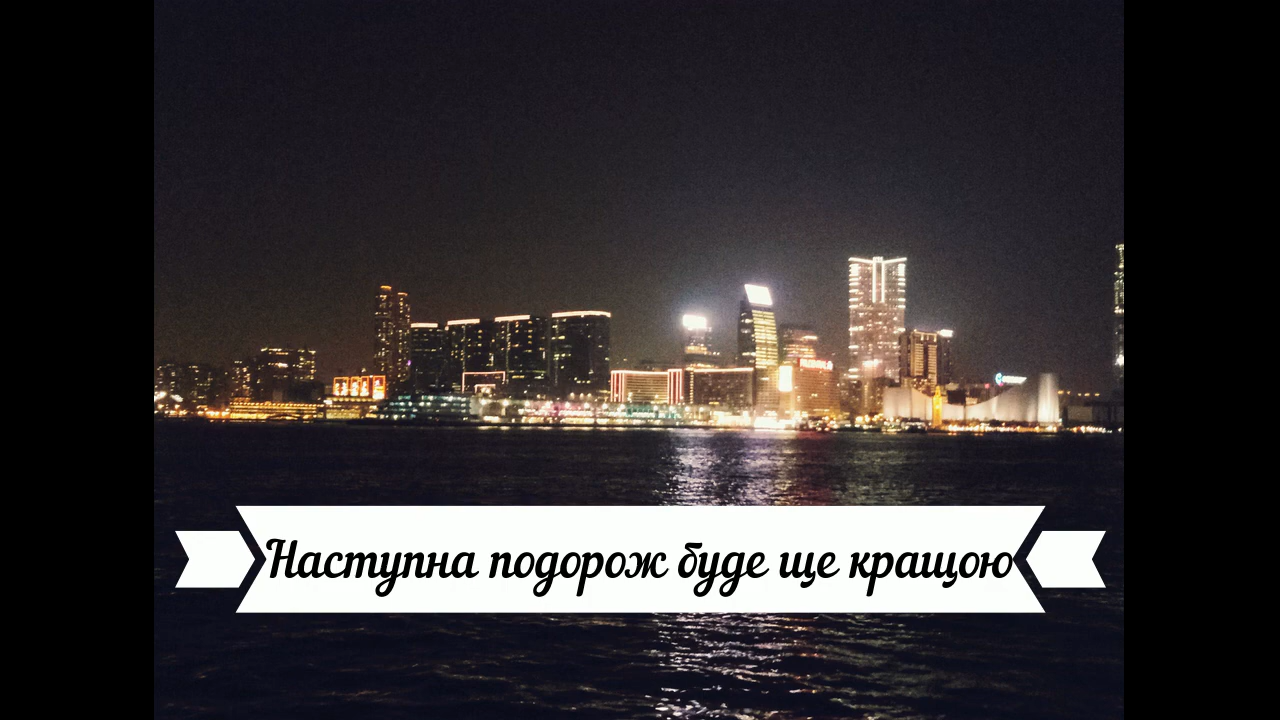 Наступна подорож буде ще кращою